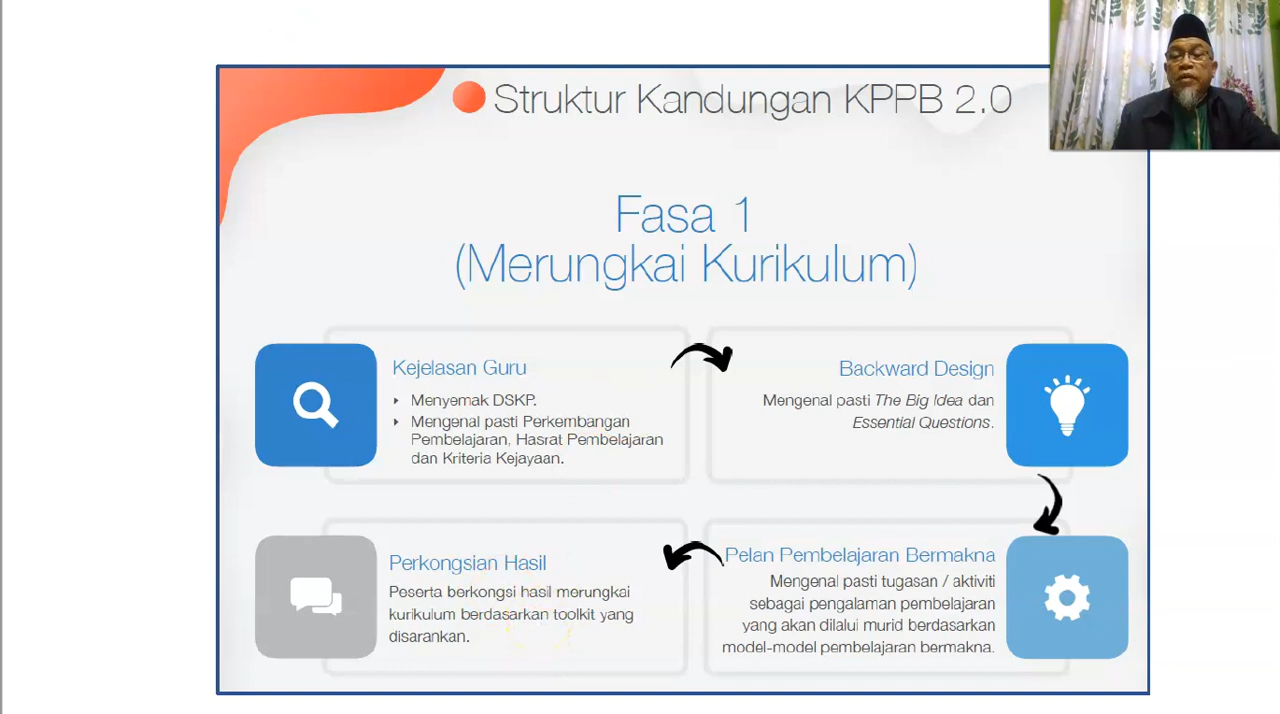 Struktur Kandungan KPPB 2.0
Fasa 1
(Merungkai Kurikulum)
Kejelasan Guru
Menyemak DSKP.
Mengenal pasti Perkembangan
Pembelajaran, Hasrat Pembelajaran
dan Kriteria Kejayaan.
Backward Design
Mengenal pasti The Big Idea dan
Essential Questions.
Pelan Pembelajaran Bermakna
Mengenal pasti tugasan / aktiviti
sebagai pengalaman pembelajaran
yang akan dilalui murid berdasarkan
model-model pembelajaran bermakna.
Perkongsian Hasil
Peserta berkongsi hasil merungkai
kurikulum berdasarkan toolkit yang
disarankan.